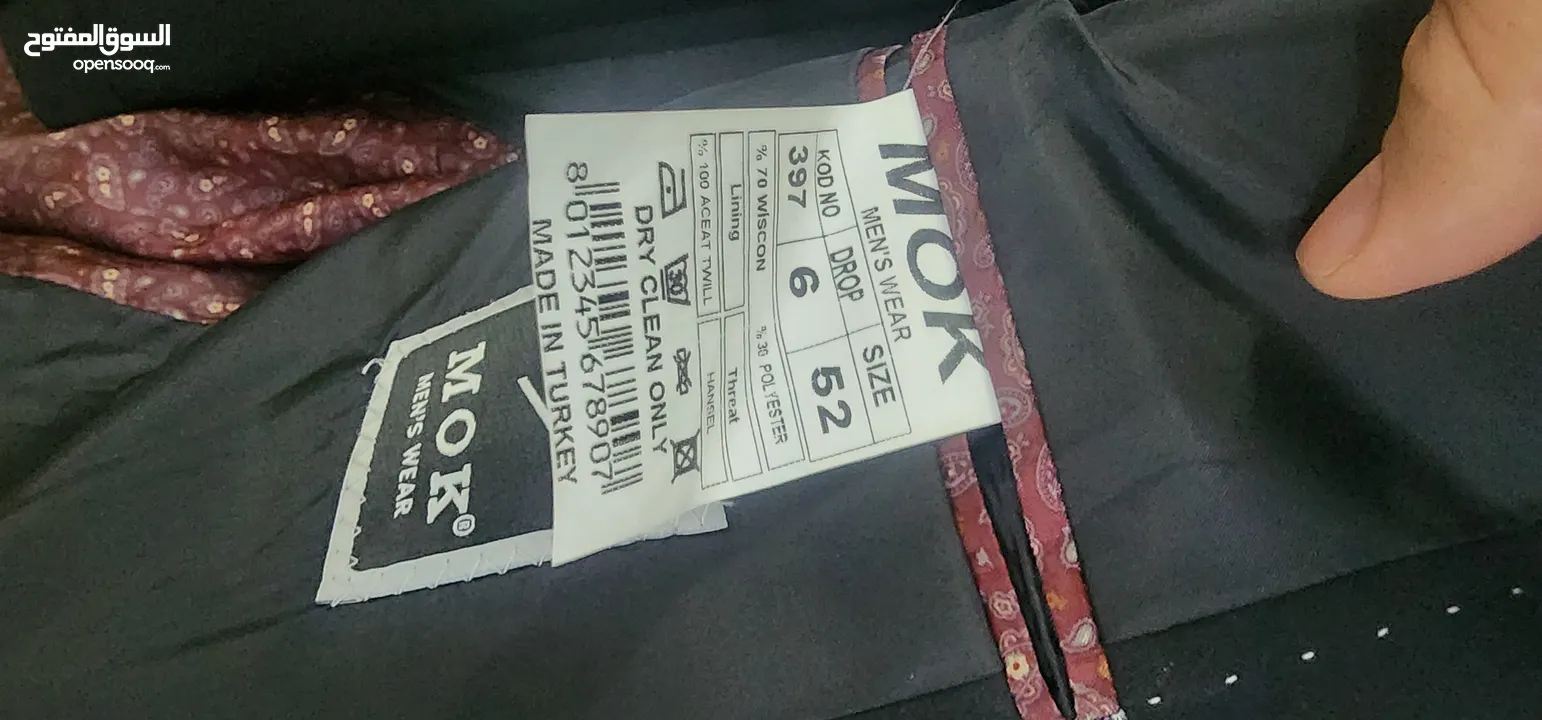 السوق المفتوح
opensooq.com
MOK
MEN'S WEAR
KOD NO DROP SIZE
397 6 52
% 70 WISCON % 30 POLYESTER
Lining Threat
% 100 ACEAT TWILL HANSEL
30
DRY CLEAN ONLY
8 012345 678907
MADE IN TURKEY
MOK®
MEN'S WEAR